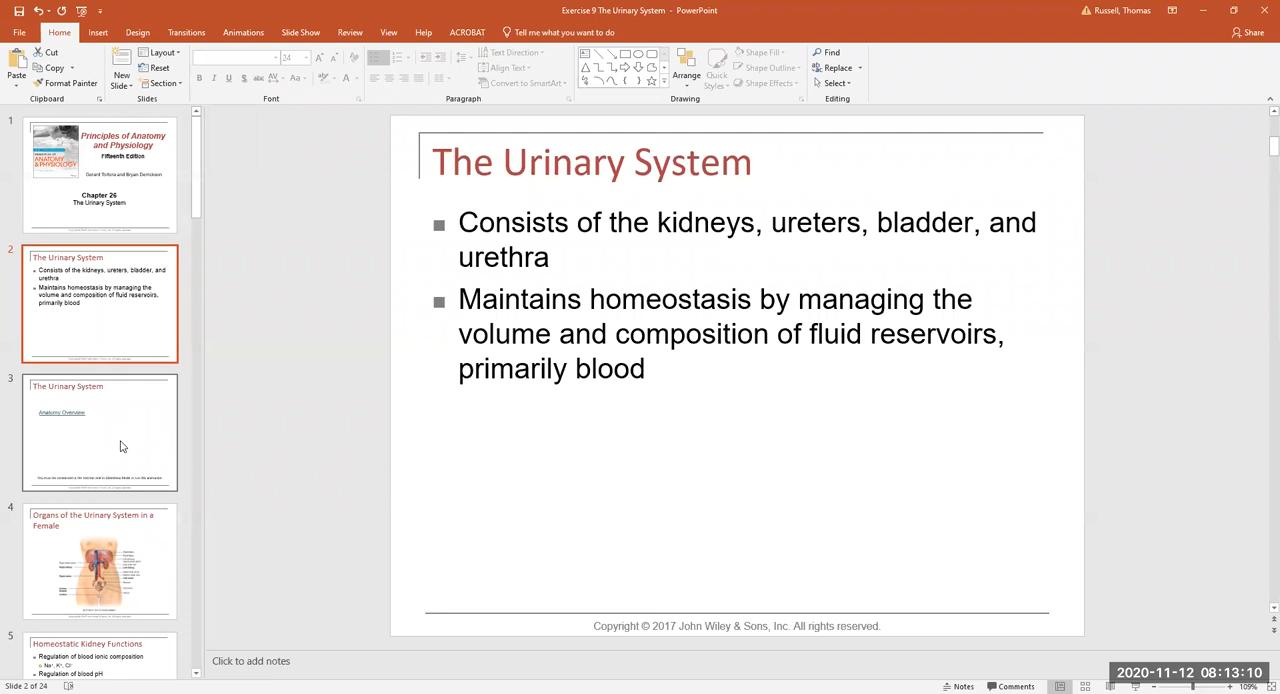 Exercise 9 The Urinary System - PowerPoint
Russell, Thomas
File Home Insert Design Transitions Animations Slide Show Review View Help ACROBAT Tell me what you want to do Share
Paste
Cut
Copy
Format Painter
Clipboard
New
Slide
Layout
Reset
Section
Slides
24
Font
Text Direction
Align Text
Convert to SmartArt
Paragraph
Arrange
Quick
Styles
Shape Fill
Shape Outline
Shape Effects
Drawing
Find
Replace
Select
Editing
1
Principles of Anatomy
and Physiology
Fifteenth Edition
Gerard Tortora and Bryan Derrickson
Chapter 26
The Urinary System
2
The Urinary System
Consists of the kidneys, ureters, bladder, and
urethra
Maintains homeostasis by managing the
volume and composition of fluid reservoirs,
primarily blood
3
The Urinary System
Anatomy Overview
4
Organs of the Urinary System in a
Female
5
Homeostatic Kidney Functions
Regulation of blood ionic composition
Na+, K+, Cl-
Regulation of blood pH
The Urinary System
■ Consists of the kidneys, ureters, bladder, and
urethra
■ Maintains homeostasis by managing the
volume and composition of fluid reservoirs,
primarily blood
Copyright © 2017 John Wiley & Sons, Inc. All rights reserved.
Click to add notes
2020-11-12 08:13:10
Slide 2 of 24
Notes
Comments
109%